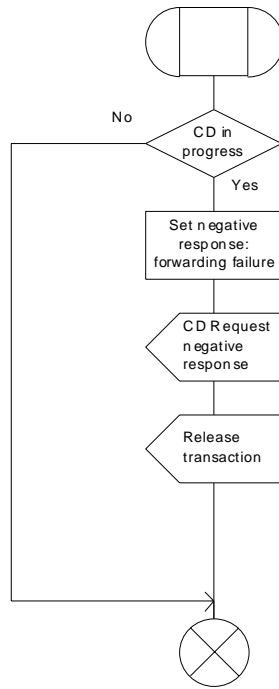 No
CD in
progress
Yes
Set negative
response:
forwarding failure
CD Request
negative
response
Release
transaction